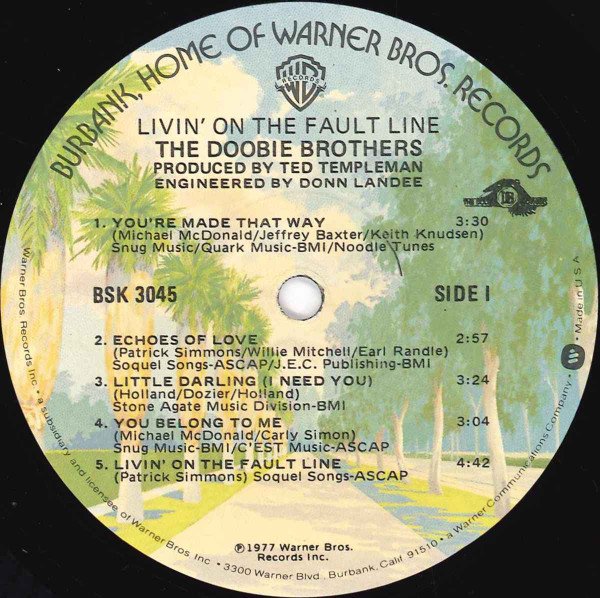 BURBANK, HOME OF WARNER BROS. RECORDS
RECORDS
LIVIN' ON THE FAULT LINE
THE DOOBIE BROTHERS
PRODUCED BY TED TEMPLEMAN
ENGINEERED BY DONN LANDEE
1. YOU'RE MADE THAT WAY 3:30
(Michael McDonald/Jeffrey Baxter/Keith Knudsen)
Snug Music/Quark Music-BMI/Noodle Tunes
BSK 3045 SIDE I
2. ECHOES OF LOVE 2:57
(Patrick Simmons/Willie Mitchell/Earl Randle)
Soquel Songs-ASCAP/J.E.C. Publishing-BMI
3. LITTLE DARLING (I NEED YOU) 3:24
(Holland/Dozier/Holland)
Stone Agate Music Division-BMI
4. YOU BELONG TO ME 3:04
(Michael McDonald/Carly Simon)
Snug Music-BMI/C'EST Music-ASCAP
5. LIVIN' ON THE FAULT LINE 4:42
(Patrick Simmons) Soquel Songs-ASCAP
℗1977 Warner Bros.
Records Inc.
Warner Bros. Records Inc. • a subsidiary and licensee of Warner Bros. Inc. • 3300 Warner Blvd., Burbank, Calif. 91510 • a Warner Communications Company. • Made in U.S.A.